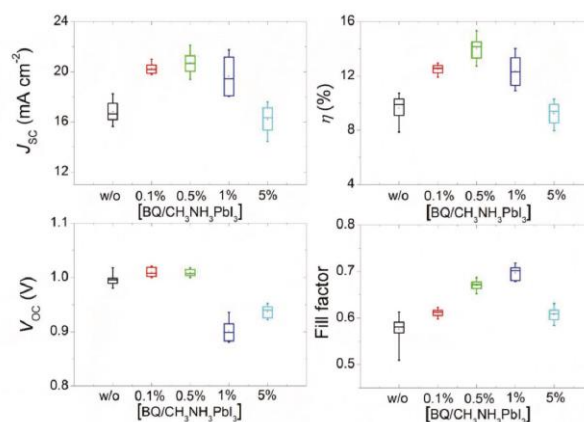 J_SC (mA cm⁻²)
24
20
16
12
w/o 0.1% 0.5% 1% 5%
[BQ/CH₃NH₃PbI₃]
η (%)
16
12
8
4
w/o 0.1% 0.5% 1% 5%
[BQ/CH₃NH₃PbI₃]
V_OC (V)
1.1
1.0
0.9
0.8
w/o 0.1% 0.5% 1% 5%
[BQ/CH₃NH₃PbI₃]
Fill factor
0.8
0.7
0.6
0.5
w/o 0.1% 0.5% 1% 5%
[BQ/CH₃NH₃PbI₃]